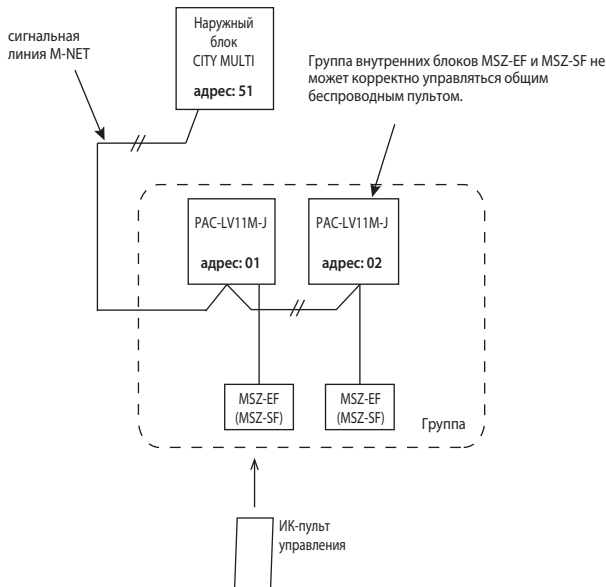 Наружный
блок
CITY MULTI
адрес: 51
сигнальная
линия M-NET
Группа внутренних блоков MSZ-EF и MSZ-SF не
может корректно управляться общим
беспроводным пультом.
PAC-LV11M-J
адрес: 01
PAC-LV11M-J
адрес: 02
MSZ-EF
(MSZ-SF)
MSZ-EF
(MSZ-SF)
Группа
ИК-пульт
управления